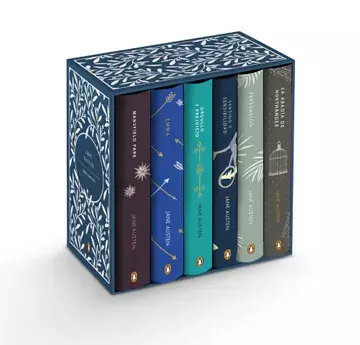 MANSFIELD PARK
JANE AUSTEN
EMMA
JANE AUSTEN
ORGULLO
Y PREJUICIO
JANE AUSTEN
SENTIDO Y
SENSIBILIDAD
JANE AUSTEN
PERSUASIÓN
JANE AUSTEN
LA ABADÍA DE
NORTHANGER
JANE AUSTEN